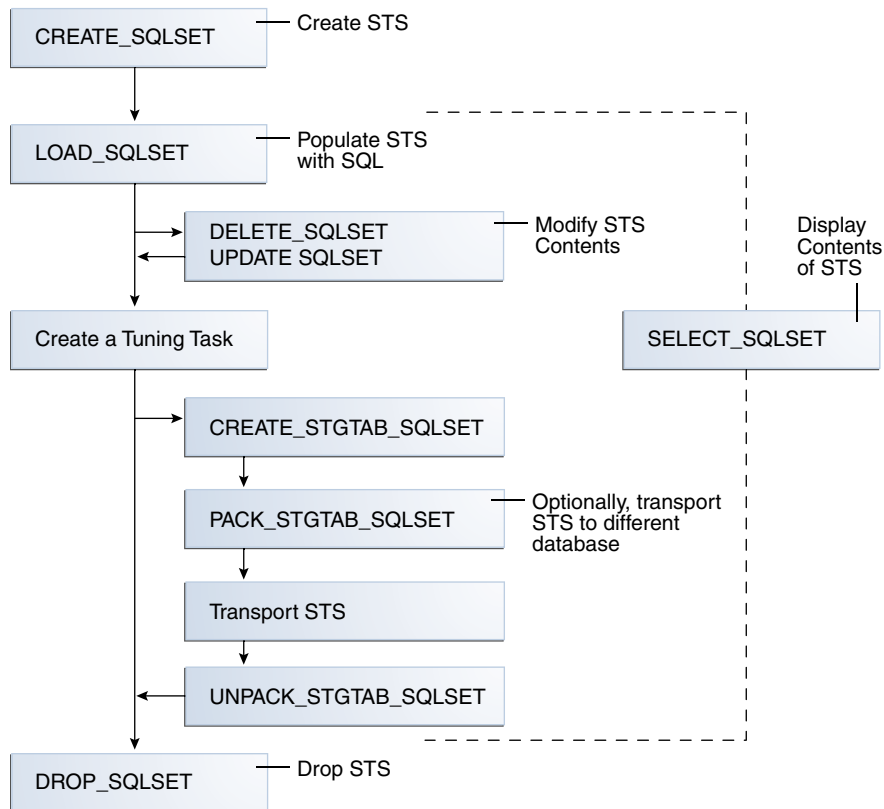 CREATE_SQLSET
Create STS
LOAD_SQLSET
Populate STS
with SQL
DELETE_SQLSET
UPDATE SQLSET
Modify STS
Contents
Display
Contents
of STS
Create a Tuning Task
SELECT_SQLSET
CREATE_STGTAB_SQLSET
PACK_STGTAB_SQLSET
Optionally, transport
STS to different
database
Transport STS
UNPACK_STGTAB_SQLSET
DROP_SQLSET
Drop STS